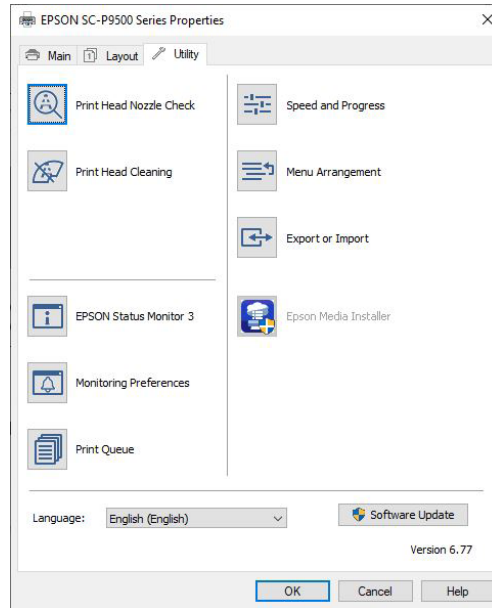 EPSON SC-P9500 Series Properties
Main
1
Layout
Utility
Print Head Nozzle Check
Speed and Progress
Print Head Cleaning
Menu Arrangement
Export or Import
EPSON Status Monitor 3
Epson Media Installer
Monitoring Preferences
Print Queue
Language:
English (English)
Software Update
Version 6.77
OK
Cancel
Help